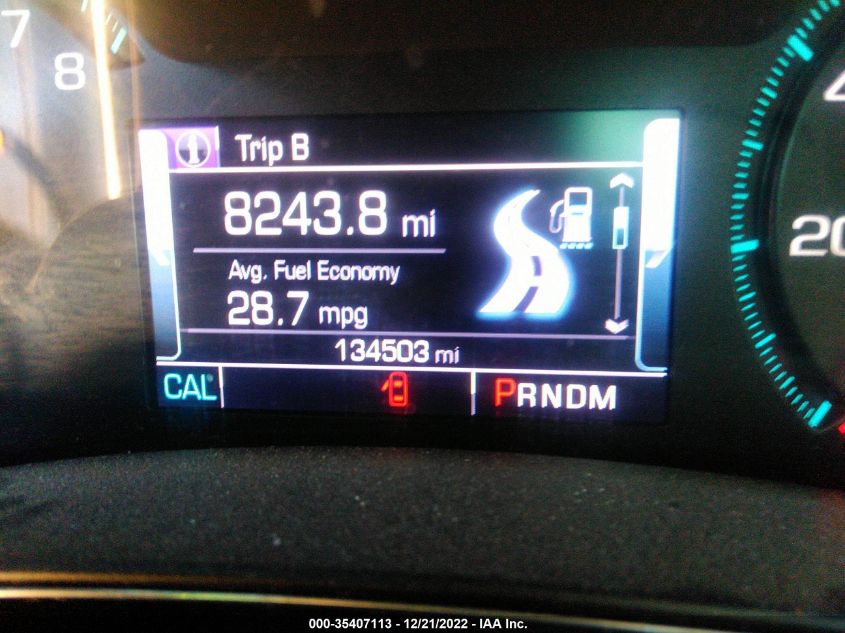 7
8
Trip B
8243.8 mi
Avg. Fuel Economy
28.7 mpg
134503 mi
CAL
PRNDM
20
000-35407113 - 12/21/2022 - IAA Inc.